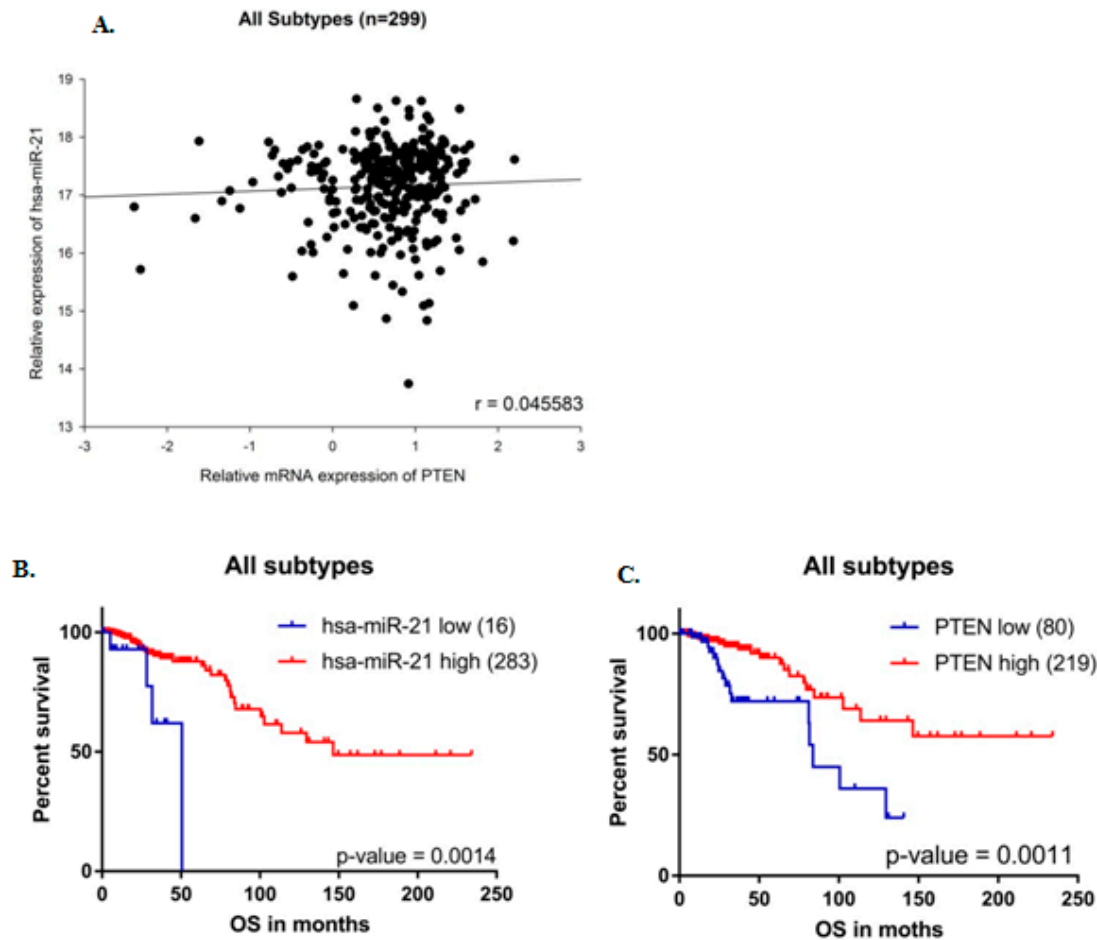 A.
All Subtypes (n=299)
Relative expression of hsa-miR-21
19
18
17
16
15
14
13
r = 0.045583
-3
-2
-1
0
1
2
3
Relative mRNA expression of PTEN
B.
All subtypes
hsa-miR-21 low (16)
hsa-miR-21 high (283)
Percent survival
100
50
0
p-value = 0.0014
0
50
100
150
200
250
OS in months
C.
All subtypes
PTEN low (80)
PTEN high (219)
Percent survival
100
50
0
p-value = 0.0011
0
50
100
150
200
250
OS in moths